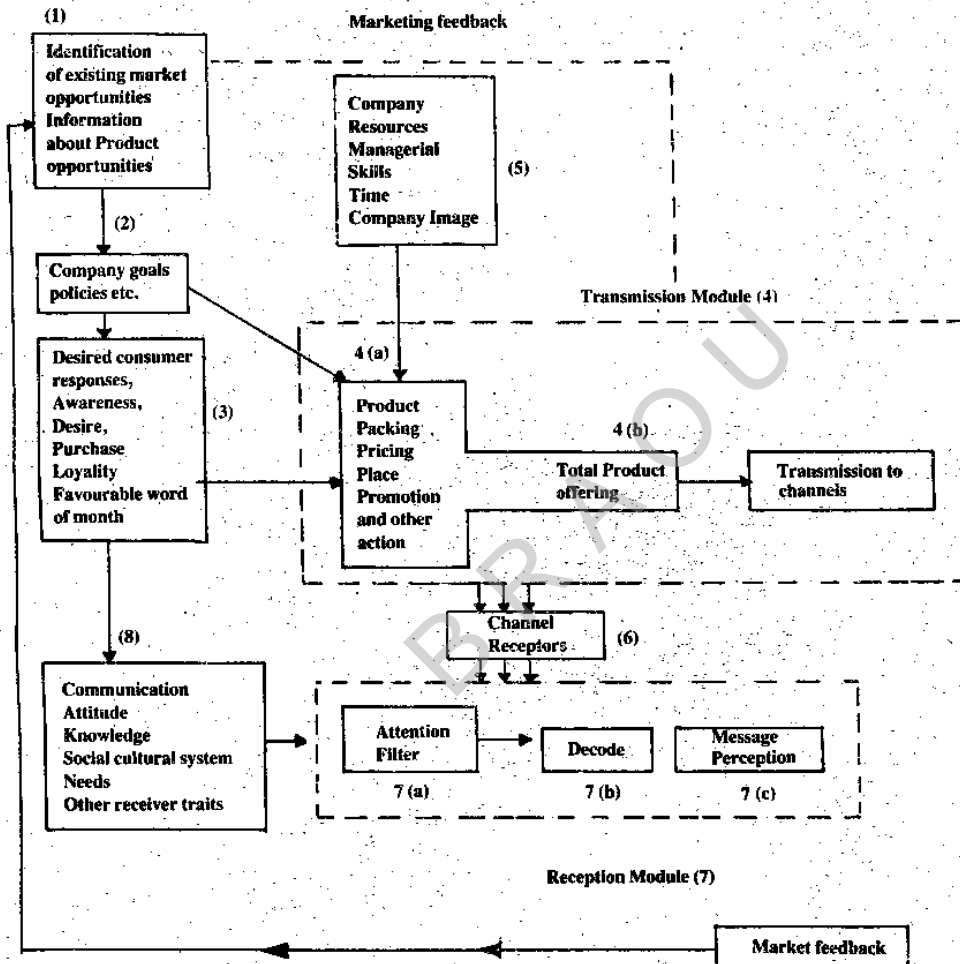 (1)
Marketing feedback
Identification
of existing market
opportunities
Information
about Product
opportunities
Company
Resources
Managerial
Skills
Time
Company Image
(5)
(2)
Company goals
policies etc.
Transmission Module (4)
Desired consumer
responses,
Awareness,
Desire,
Purchase
Loyality
Favourable word
of month
(3)
4 (a)
Product
Packing
Pricing
Place
Promotion
and other
action
4 (b)
Total Product
offering
Transmission to
channels
Channel
Receptors
(6)
(8)
Communication
Attitude
Knowledge
Social cultural system
Needs
Other receiver traits
Attention
Filter
7 (a)
Decode
7 (b)
Message
Perception
7 (c)
Reception Module (7)
Market feedback
BRAOU